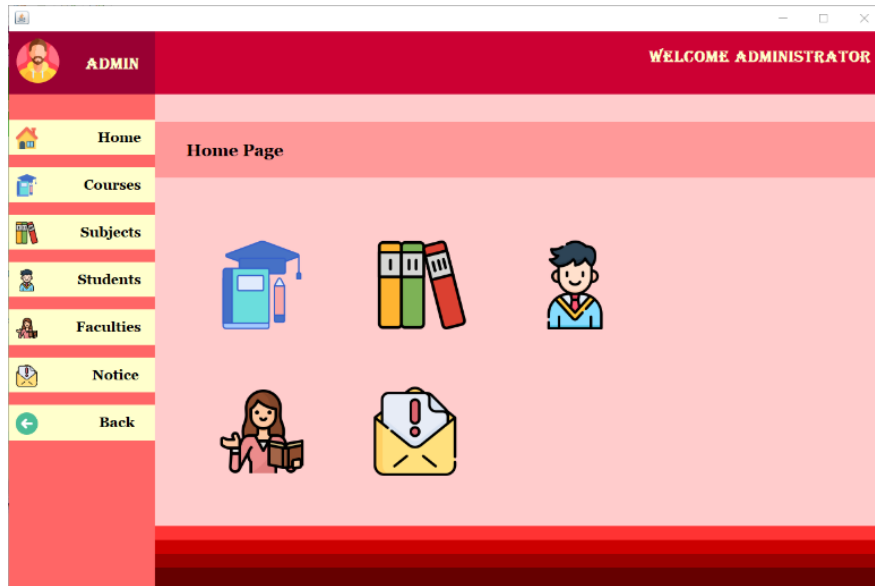 ADMIN
WELCOME ADMINISTRATOR
Home
Home Page
Courses
Subjects
Students
Faculties
Notice
Back